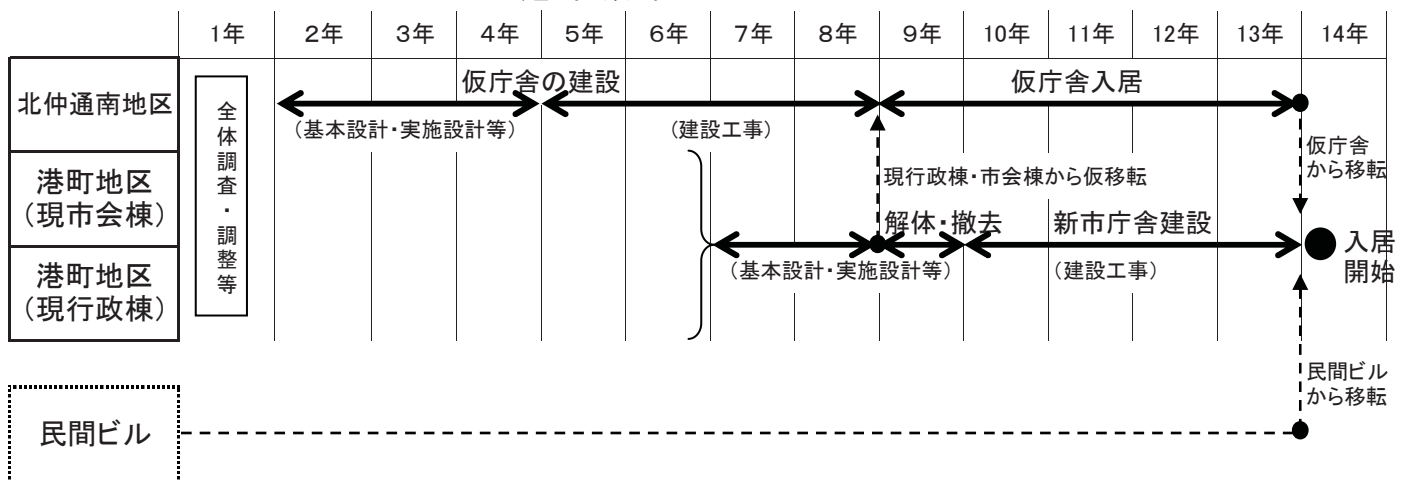 1年 2年 3年 4年 5年 6年 7年 8年 9年 10年 11年 12年 13年 14年
北仲通南地区
全体調査・調整等
仮庁舎の建設
(基本設計・実施設計等)
(建設工事)
仮庁舎入居
仮庁舎
から移転
港町地区
(現市会棟)
現行政棟・市会棟から仮移転
解体・撤去
新市庁舎建設
(基本設計・実施設計等)
(建設工事)
入居
開始
港町地区
(現行政棟)
民間ビル
から移転
民間ビル